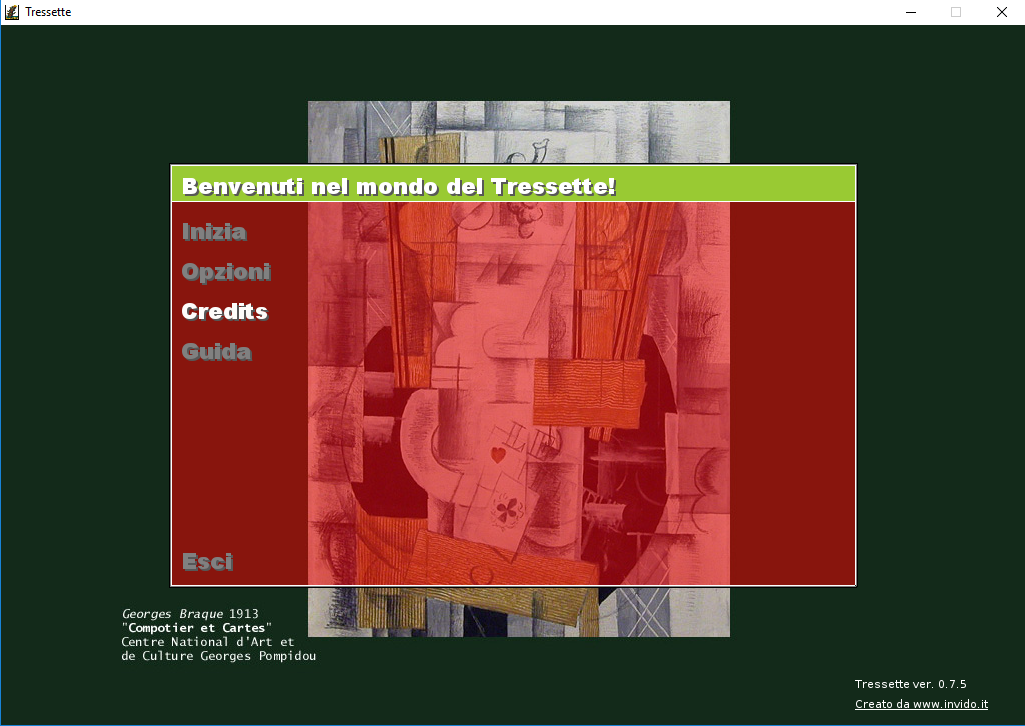 Tressette
Benvenuti nel mondo del Tressette!
Inizia
Opzioni
Credits
Guida
Esci
Georges Braque 1913
"Compotier et Cartes"
Centre National d'Art et
de Culture Georges Pompidou
Tressette ver. 0.7.5
Creato da www.invido.it